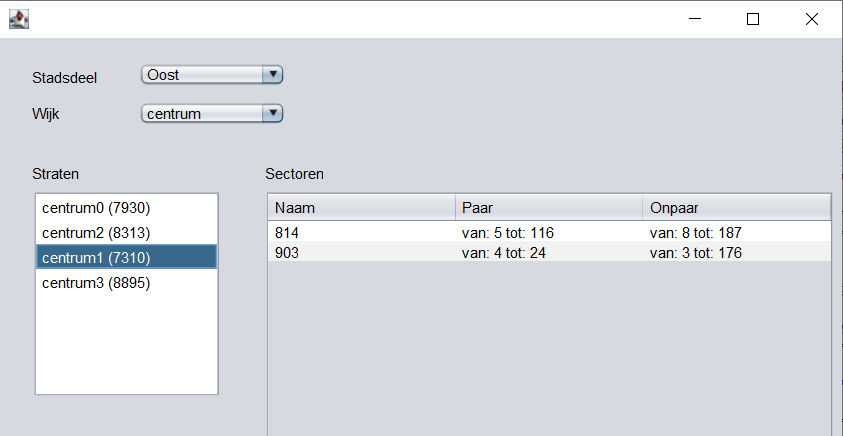 Stadsdeel Oost
Wijk centrum
Straten
centrum0 (7930)
centrum2 (8313)
centrum1 (7310)
centrum3 (8895)
Sectoren
Naam Paar Onpaar
814 van: 5 tot: 116 van: 8 tot: 187
903 van: 4 tot: 24 van: 3 tot: 176